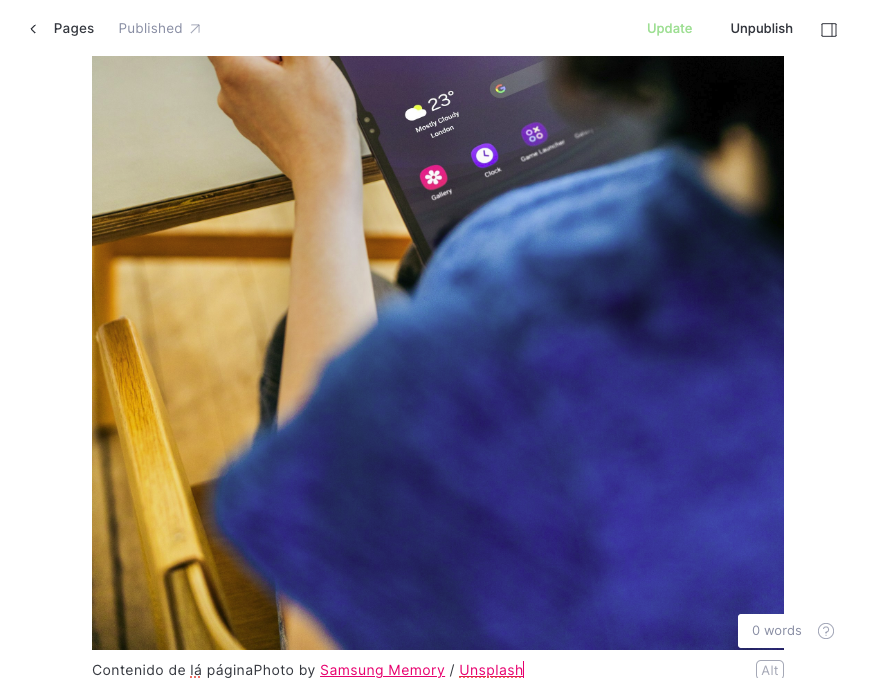 Pages Published Update Unpublish
23°
Mostly Cloudy
London
Gallery Clock Game Launcher
0 words
Contenido de lá páginaPhoto by Samsung Memory / Unsplash
Alt